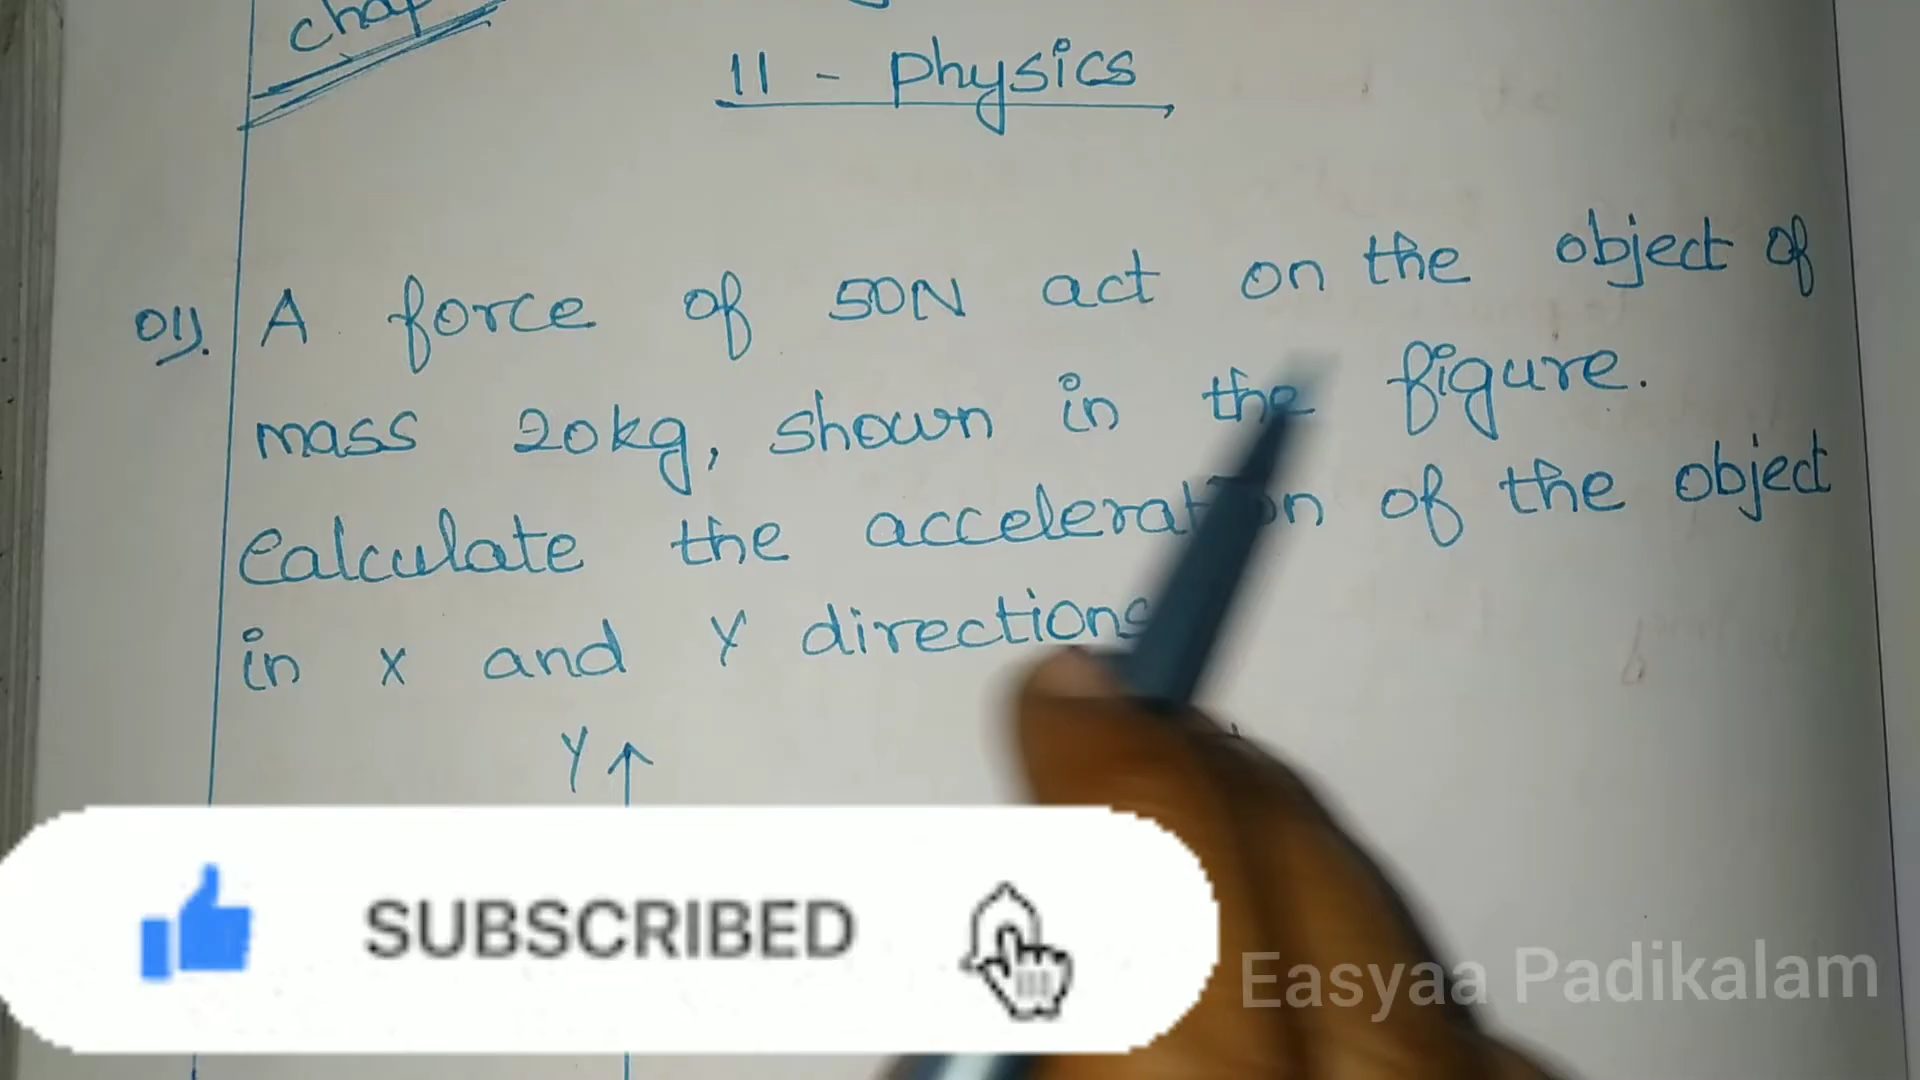 chap
11 - Physics
01). A force of 50N act on the object of
mass 20kg, shown in the figure.
calculate the acceleration of the object
in x and y directions
Y
SUBSCRIBED
Easyaa Padikalam